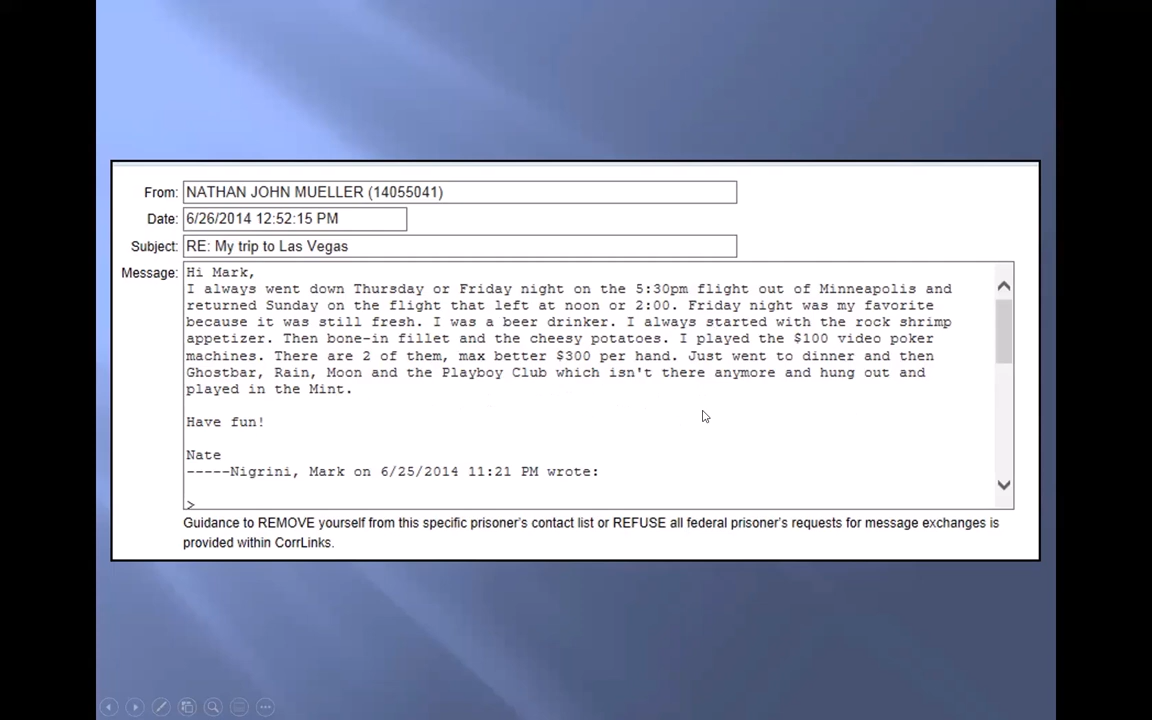 From: NATHAN JOHN MUELLER (14055041)
Date: 6/26/2014 12:52:15 PM
Subject: RE: My trip to Las Vegas
Message: Hi Mark,
I always went down Thursday or Friday night on the 5:30pm flight out of Minneapolis and
returned Sunday on the flight that left at noon or 2:00. Friday night was my favorite
because it was still fresh. I was a beer drinker. I always started with the rock shrimp
appetizer. Then bone-in fillet and the cheesy potatoes. I played the $100 video poker
machines. There are 2 of them, max better $300 per hand. Just went to dinner and then
Ghostbar, Rain, Moon and the Playboy Club which isn't there anymore and hung out and
played in the Mint.
Have fun!
Nate
-----Nigrini, Mark on 6/25/2014 11:21 PM wrote:
>
Guidance to REMOVE yourself from this specific prisoner's contact list or REFUSE all federal prisoner's requests for message exchanges is
provided within CorrLinks.